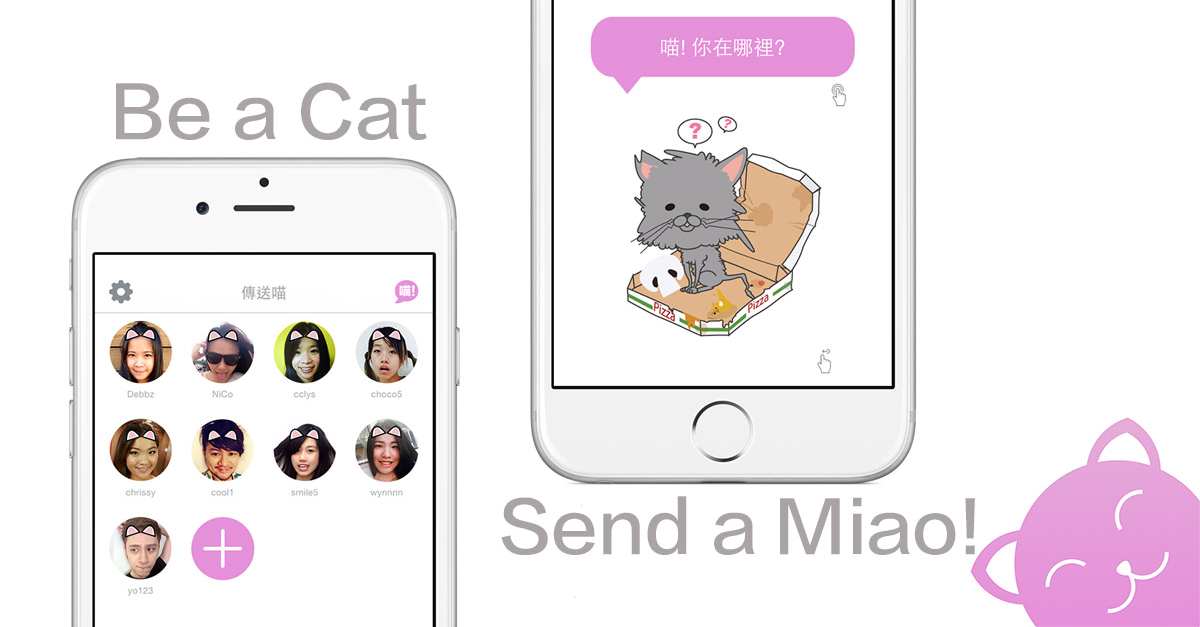 Be a Cat
傳送喵
喵!
Debbz
NiCo
cclys
choco5
chrissy
cool1
smile5
wynnnn
yo123
喵! 你在哪裡?
?
?
Pizza
Pizza
Send a Miao!